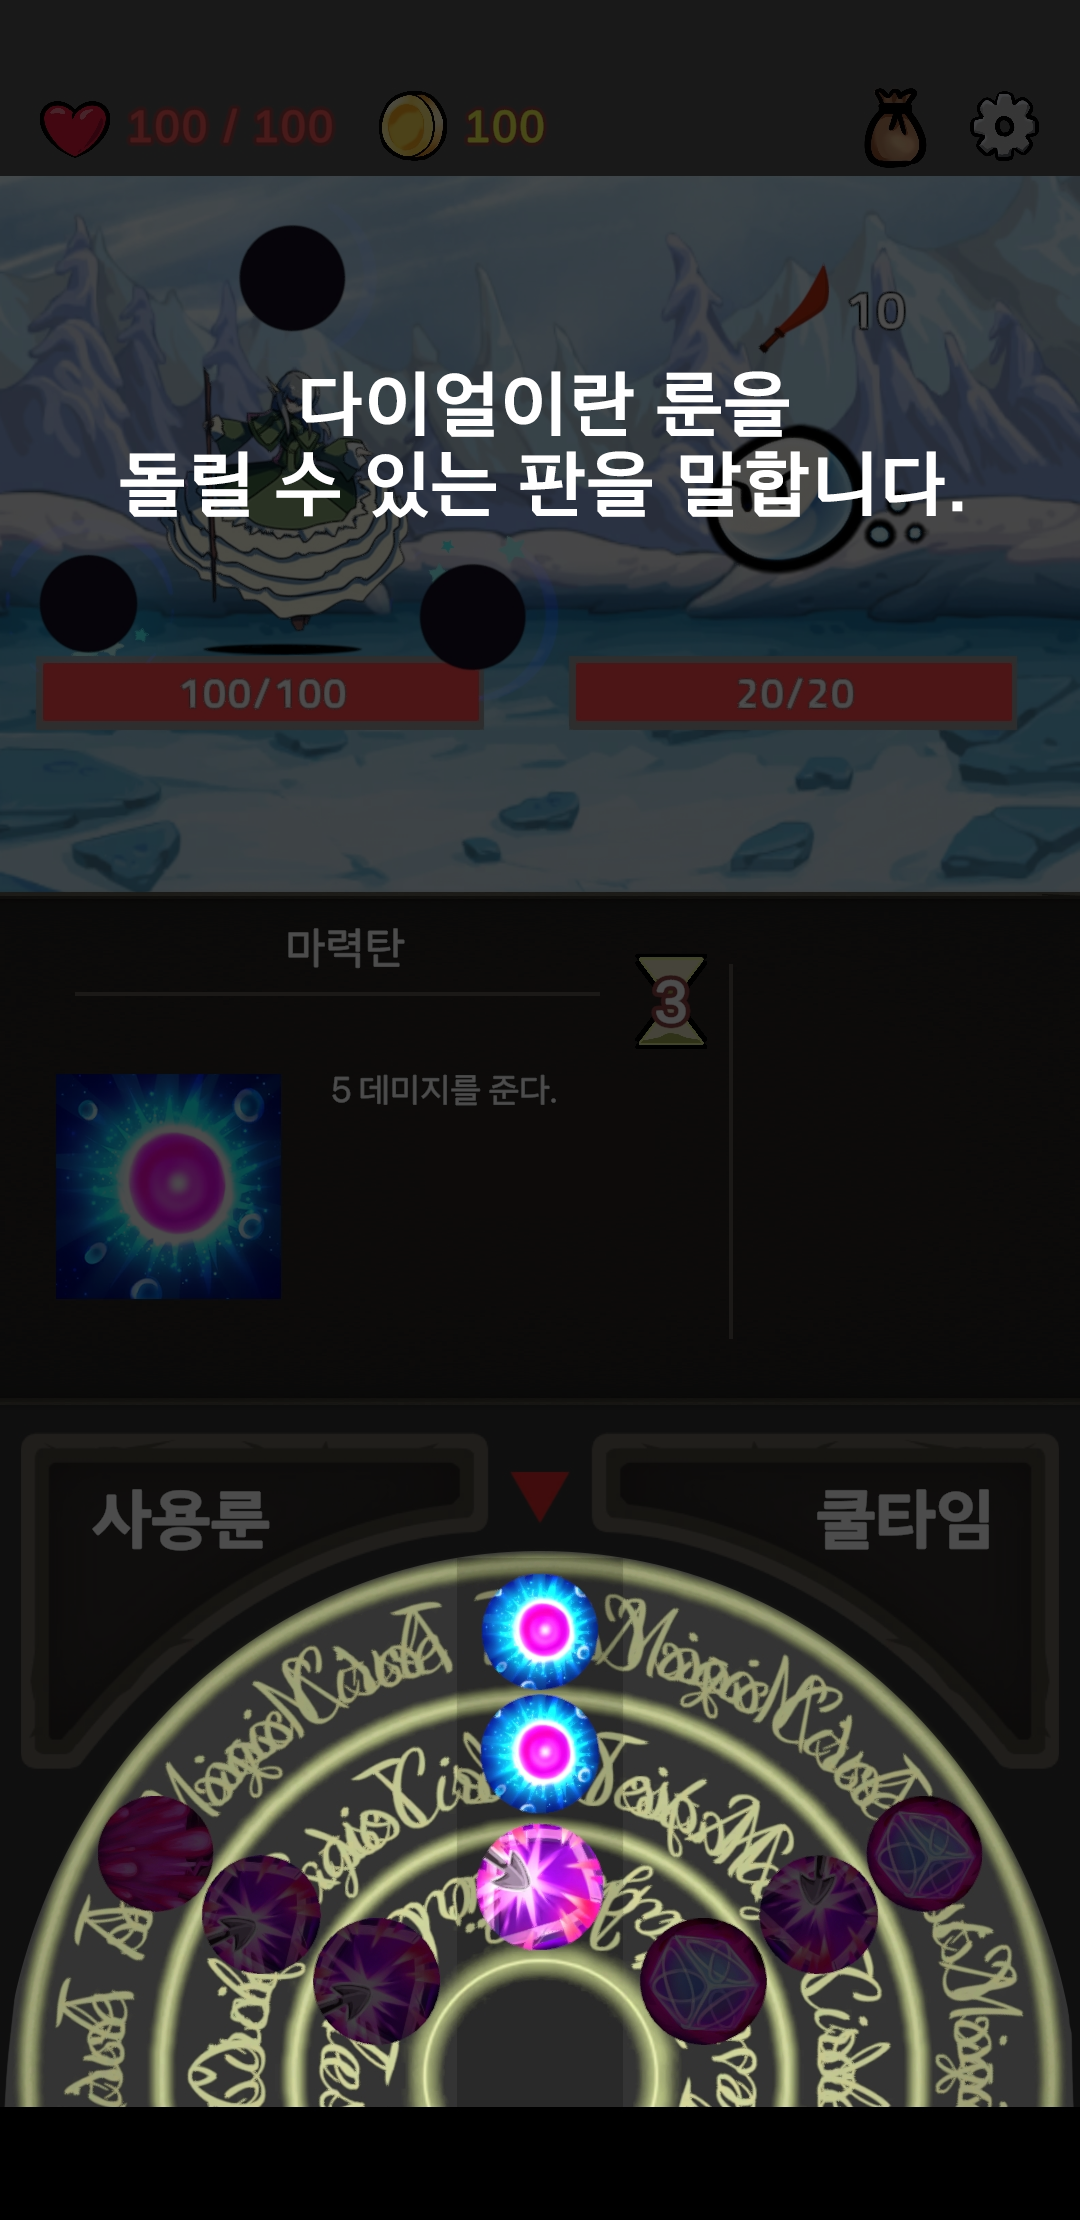 100 / 100 100
10
다이얼이란 룬을
돌릴 수 있는 판을 말합니다.
100/100 20/20
마력탄
3
5 데미지를 준다.
사용룬 쿨타임